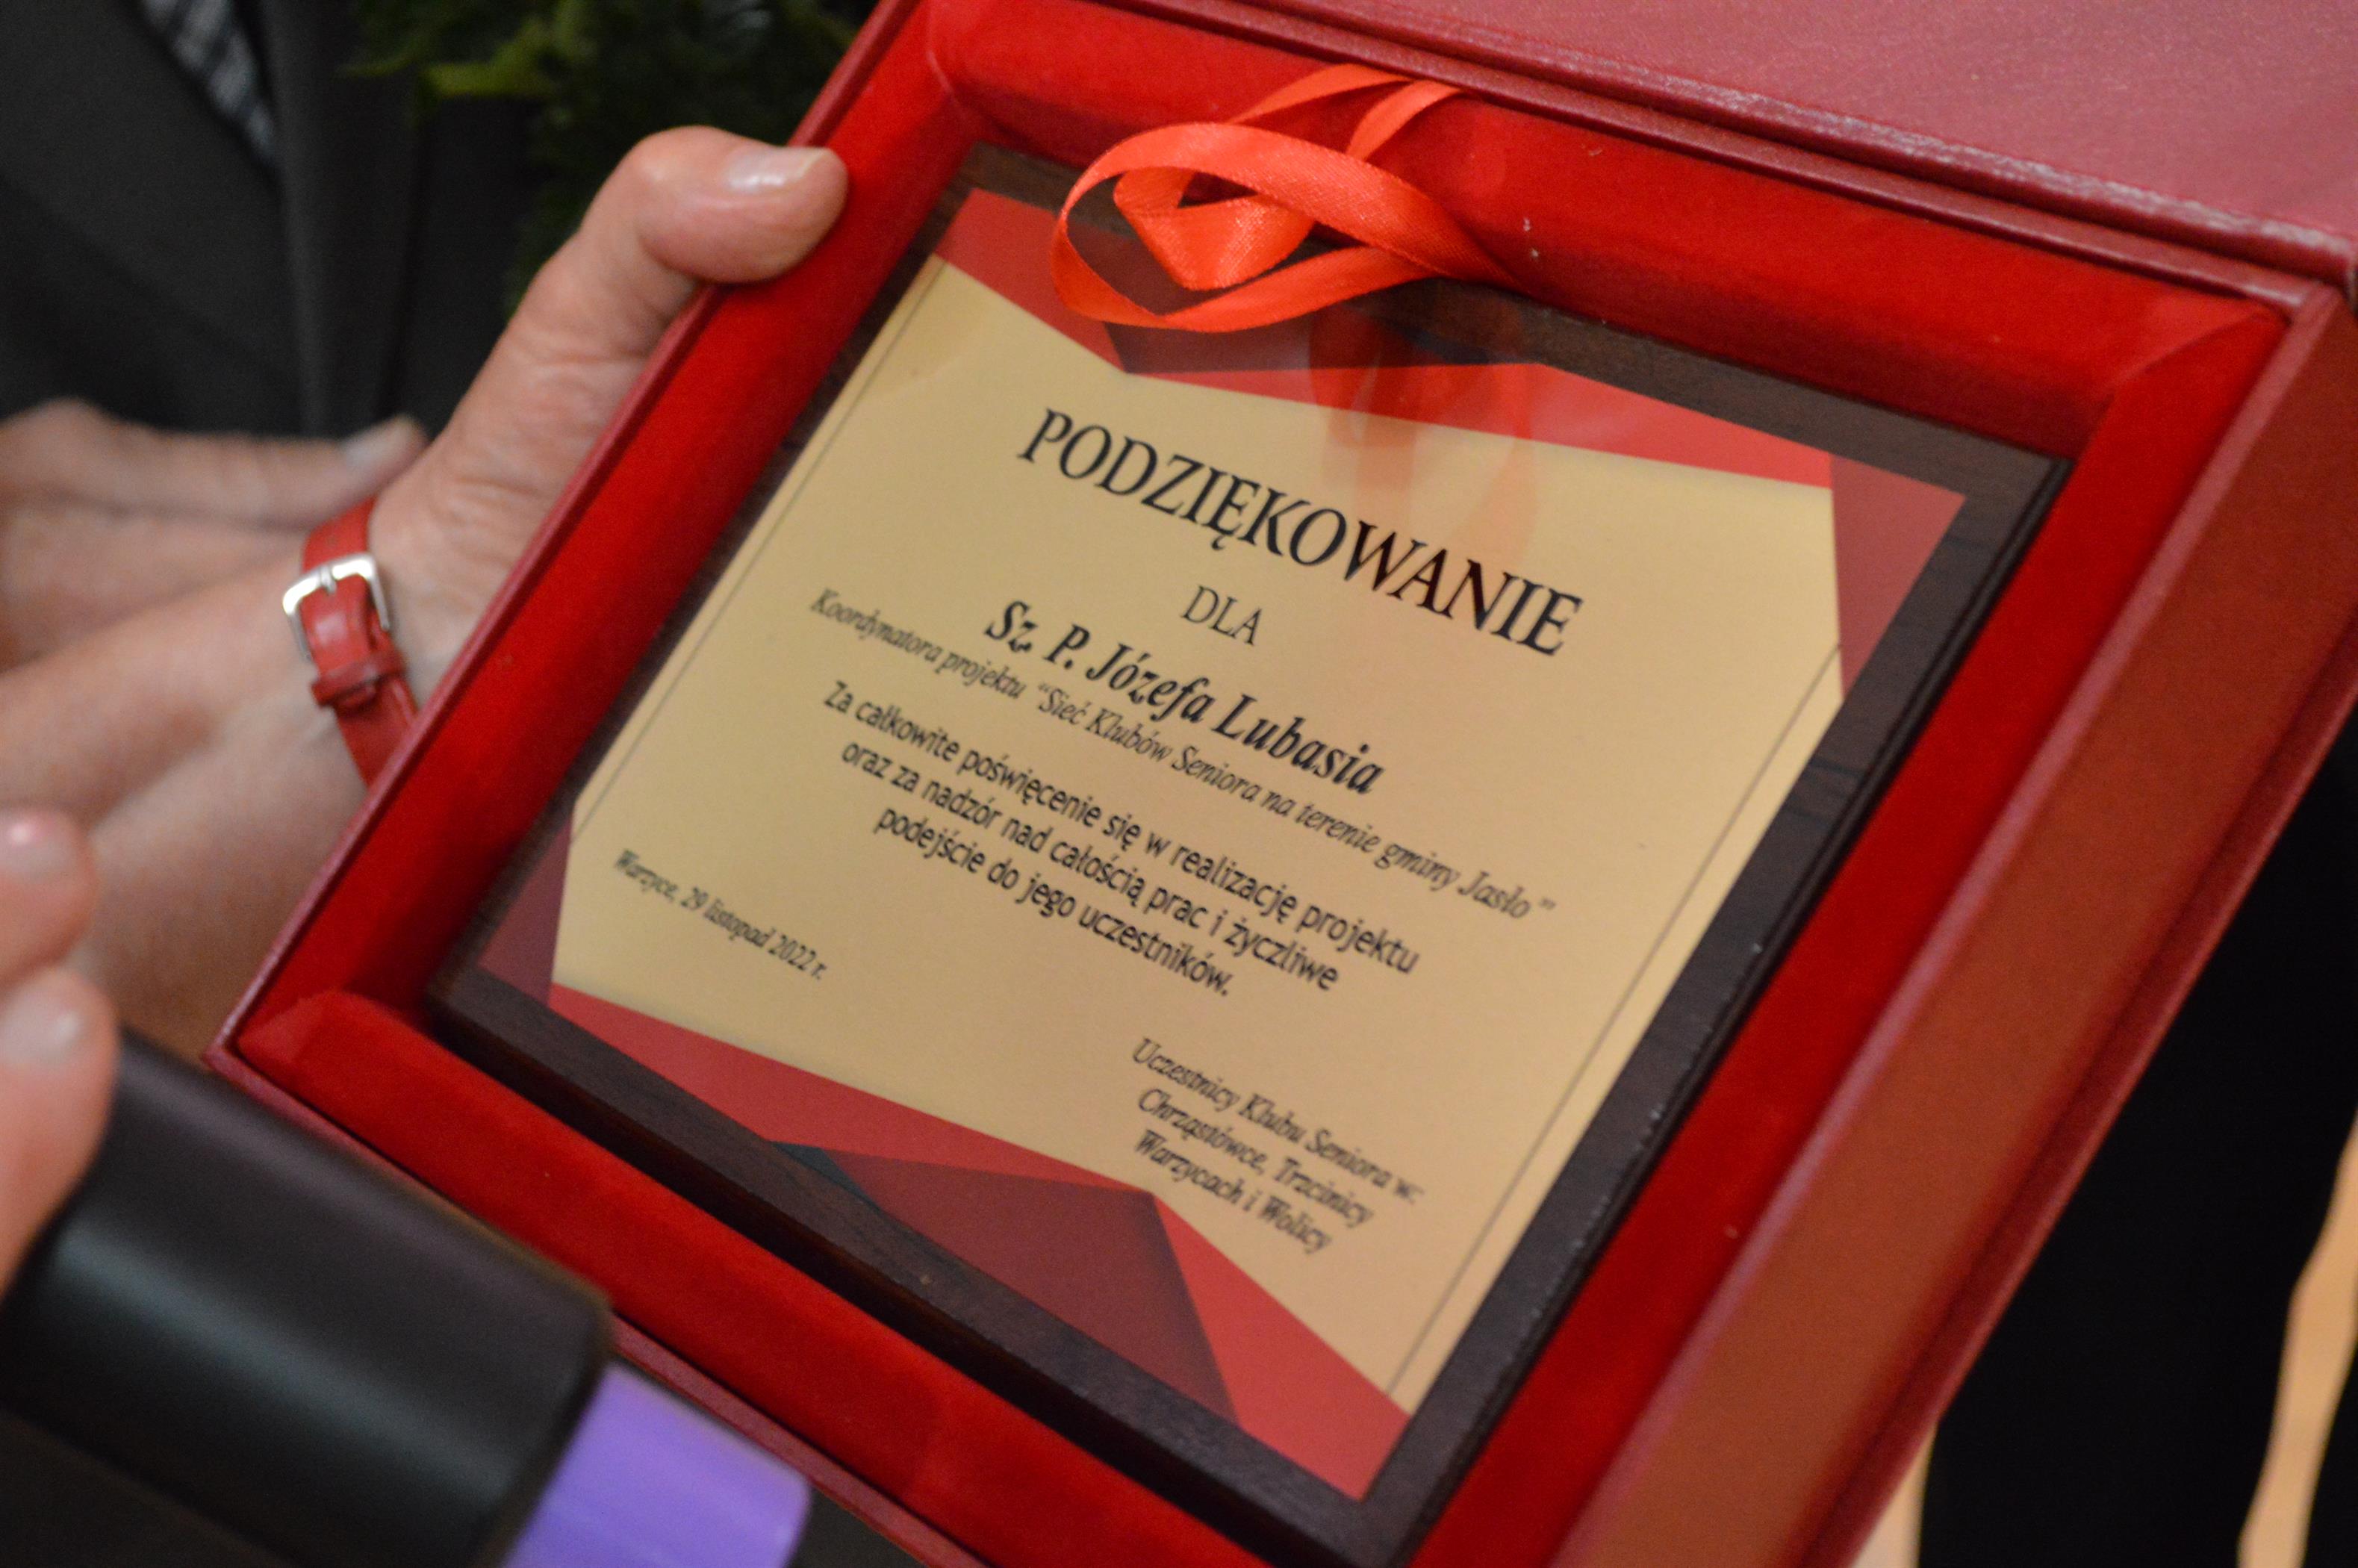 PODZIĘKOWANIE
DLA
Sz. P. Józefa Lubasia
Koordynatora projektu “Sieć Klubów Seniora na terenie gminy Jasło”
Za całkowite poświęcenie się w realizację projektu
oraz za nadzór nad całością prac i życzliwe
podejście do jego uczestników.
Warzyce, 29 listopad 2022 r.
Uczestnicy Klubu Seniora w:
Chrząstówce, Trzcinicy
Warzycach i Wolicy